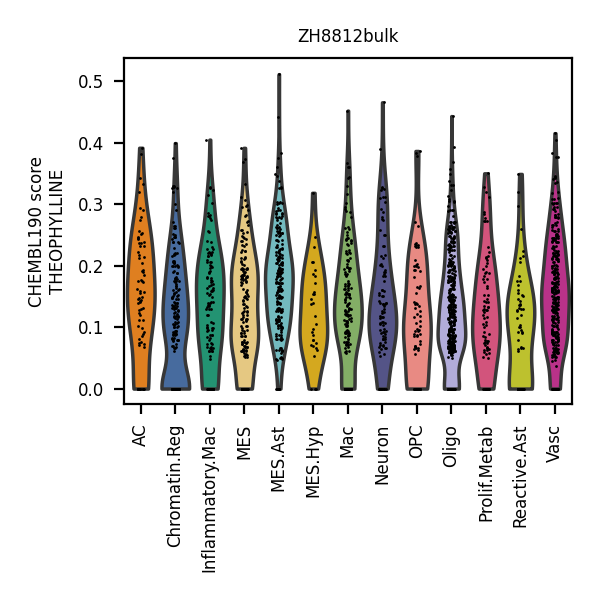 ZH8812bulk
CHEMBL190 score
THEOPHYLLINE
0.5
0.4
0.3
0.2
0.1
0.0
AC
Chromatin.Reg
Inflammatory.Mac
MES
MES.Ast
MES.Hyp
Mac
Neuron
OPC
Oligo
Prolif.Metab
Reactive.Ast
Vasc